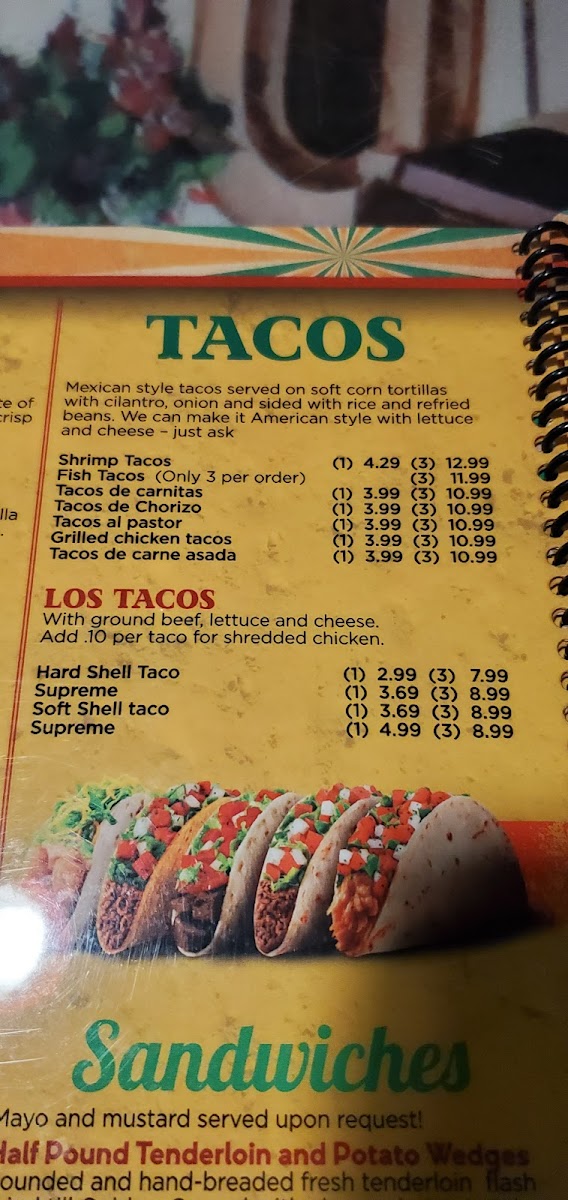 TACOS
Mexican style tacos served on soft corn tortillas
with cilantro, onion and sided with rice and refried
beans. We can make it American style with lettuce
and cheese – just ask
Shrimp Tacos (1) 4.29 (3) 12.99
Fish Tacos (Only 3 per order) (3) 11.99
Tacos de carnitas (1) 3.99 (3) 10.99
Tacos de Chorizo (1) 3.99 (3) 10.99
Tacos al pastor (1) 3.99 (3) 10.99
Grilled chicken tacos (1) 3.99 (3) 10.99
Tacos de carne asada (1) 3.99 (3) 10.99
LOS TACOS
With ground beef, lettuce and cheese.
Add .10 per taco for shredded chicken.
Hard Shell Taco (1) 2.99 (3) 7.99
Supreme (1) 3.69 (3) 8.99
Soft Shell taco (1) 3.69 (3) 8.99
Supreme (1) 4.99 (3) 8.99
Sandwiches
Mayo and mustard served upon request!
Half Pound Tenderloin and Potato Wedges
and hand-breaded fresh tenderloin flash